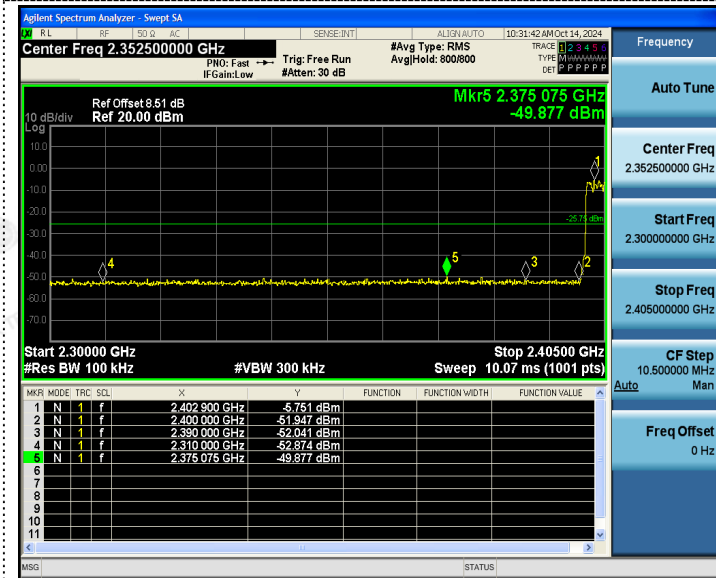 Agilent Spectrum Analyzer - Swept SA
LXI RL RF 50 Ω AC SENSE:INT ALIGN AUTO 10:31:42 AM Oct 14, 2024
Center Freq 2.352500000 GHz #Avg Type: RMS TRACE 1 2 3 4 5 6
PNO: Fast Trig: Free Run Avg|Hold: 800/800 TYPE M
IFGain:Low #Atten: 30 dB DET P P P P P P
Mkr5 2.375 075 GHz
-49.877 dBm
Ref Offset 8.51 dB
10 dB/div Ref 20.00 dBm
Log
10.0
0.00
-10.0
-20.0
-30.0
-40.0
-50.0
-60.0
-70.0
1
-25.75 dBm
4 5 3 2
Start 2.30000 GHz Stop 2.40500 GHz
#Res BW 100 kHz #VBW 300 kHz Sweep 10.07 ms (1001 pts)
MKR MODE TRC SCL X Y FUNCTION FUNCTION WIDTH FUNCTION VALUE
1 N 1 f 2.402 900 GHz -5.751 dBm
2 N 1 f 2.400 000 GHz -51.947 dBm
3 N 1 f 2.390 000 GHz -52.041 dBm
4 N 1 f 2.310 000 GHz -52.874 dBm
5 N 1 f 2.375 075 GHz -49.877 dBm
6
7
8
9
10
11
MSG STATUS
Frequency
Auto Tune
Center Freq
2.352500000 GHz
Start Freq
2.300000000 GHz
Stop Freq
2.405000000 GHz
CF Step
10.500000 MHz
Auto Man
Freq Offset
0 Hz